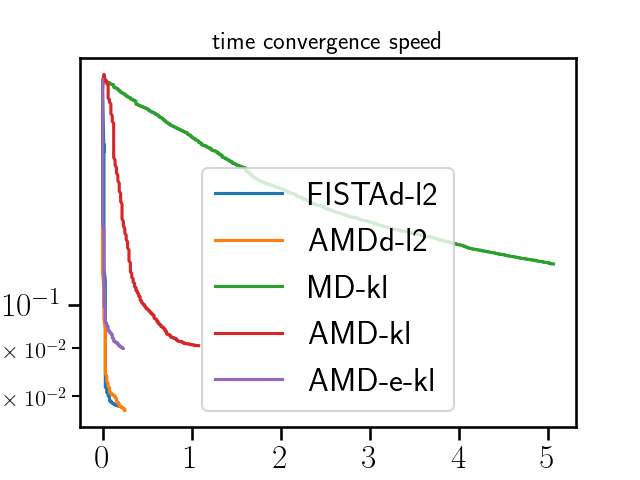 time convergence speed
FISTAd-l2
AMDd-l2
MD-kl
AMD-kl
AMD-e-kl
10⁻¹
× 10⁻²
× 10⁻²
0 1 2 3 4 5